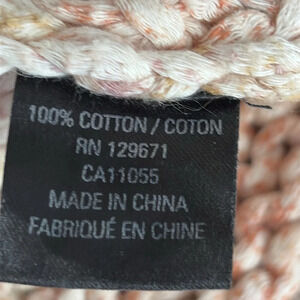 100% COTTON / COTON
RN 129671
CA11055
MADE IN CHINA
FABRIQUÉ EN CHINE